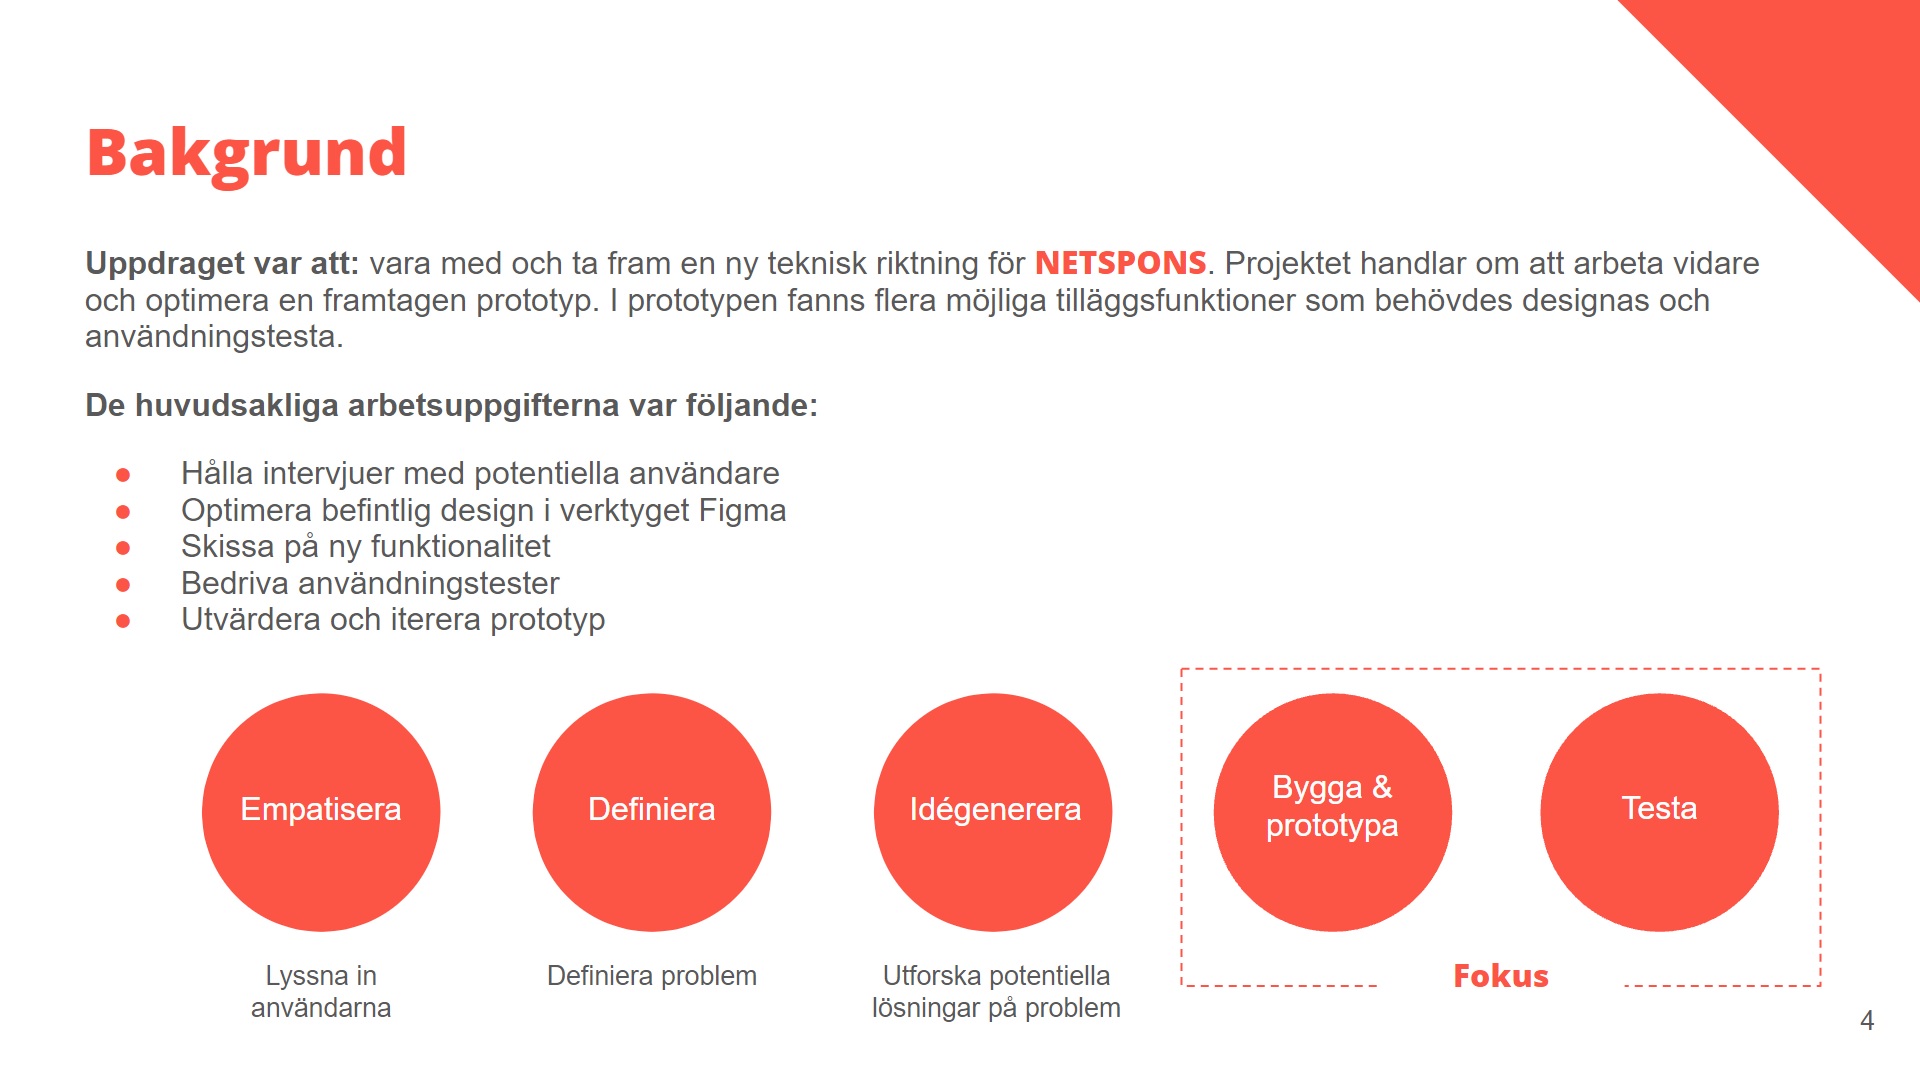 Bakgrund
Uppdraget var att: vara med och ta fram en ny teknisk riktning för NETSPONS. Projektet handlar om att arbeta vidare
och optimera en framtagen prototyp. I prototypen fanns flera möjliga tilläggsfunktioner som behövdes designas och
användningstesta.
De huvudsakliga arbetsuppgifterna var följande:
● Hålla intervjuer med potentiella användare
● Optimera befintlig design i verktyget Figma
● Skissa på ny funktionalitet
● Bedriva användningstester
● Utvärdera och iterera prototyp
Empatisera
Lyssna in
användarna
Definiera
Definiera problem
Idégenerera
Utforska potentiella
lösningar på problem
Bygga &
prototypa
Testa
Fokus
4